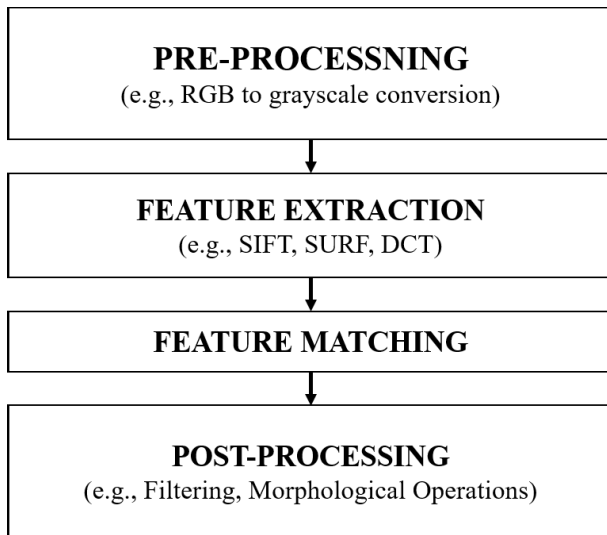 PRE-PROCESSNING
(e.g., RGB to grayscale conversion)
FEATURE EXTRACTION
(e.g., SIFT, SURF, DCT)
FEATURE MATCHING
POST-PROCESSING
(e.g., Filtering, Morphological Operations)